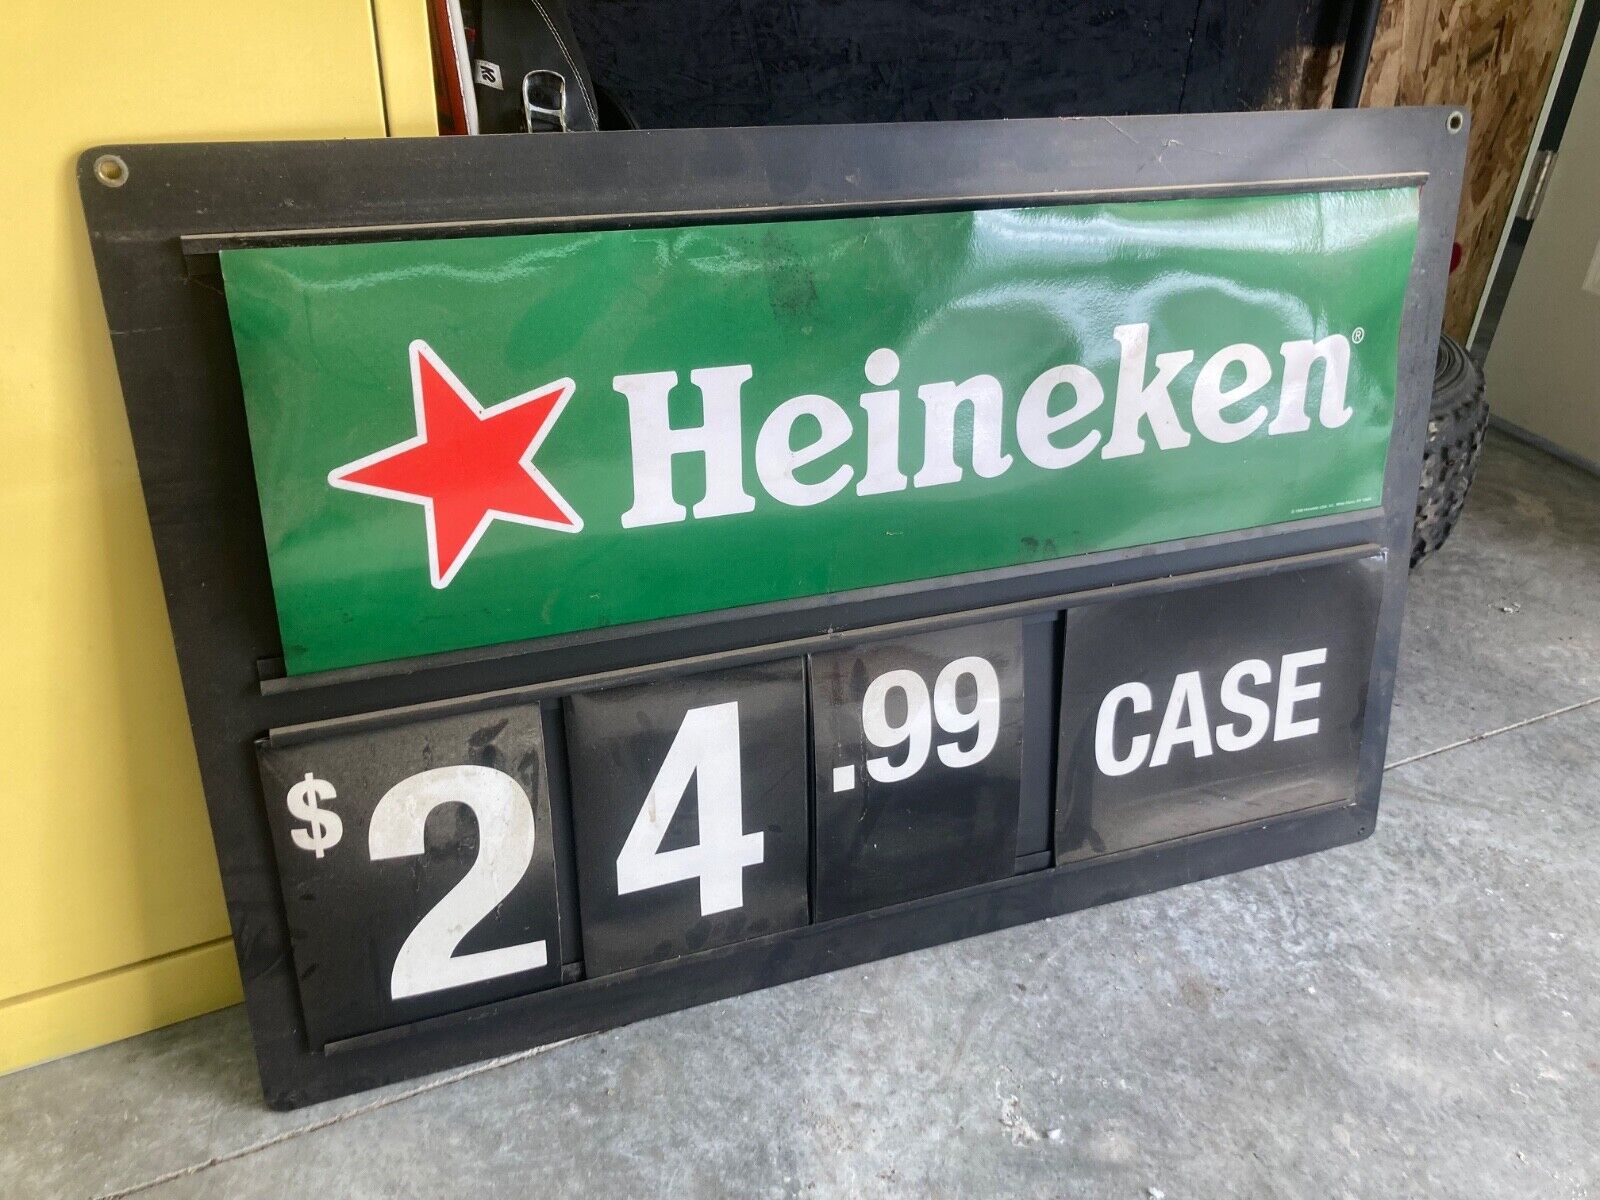 Heineken®
$24.99 CASE